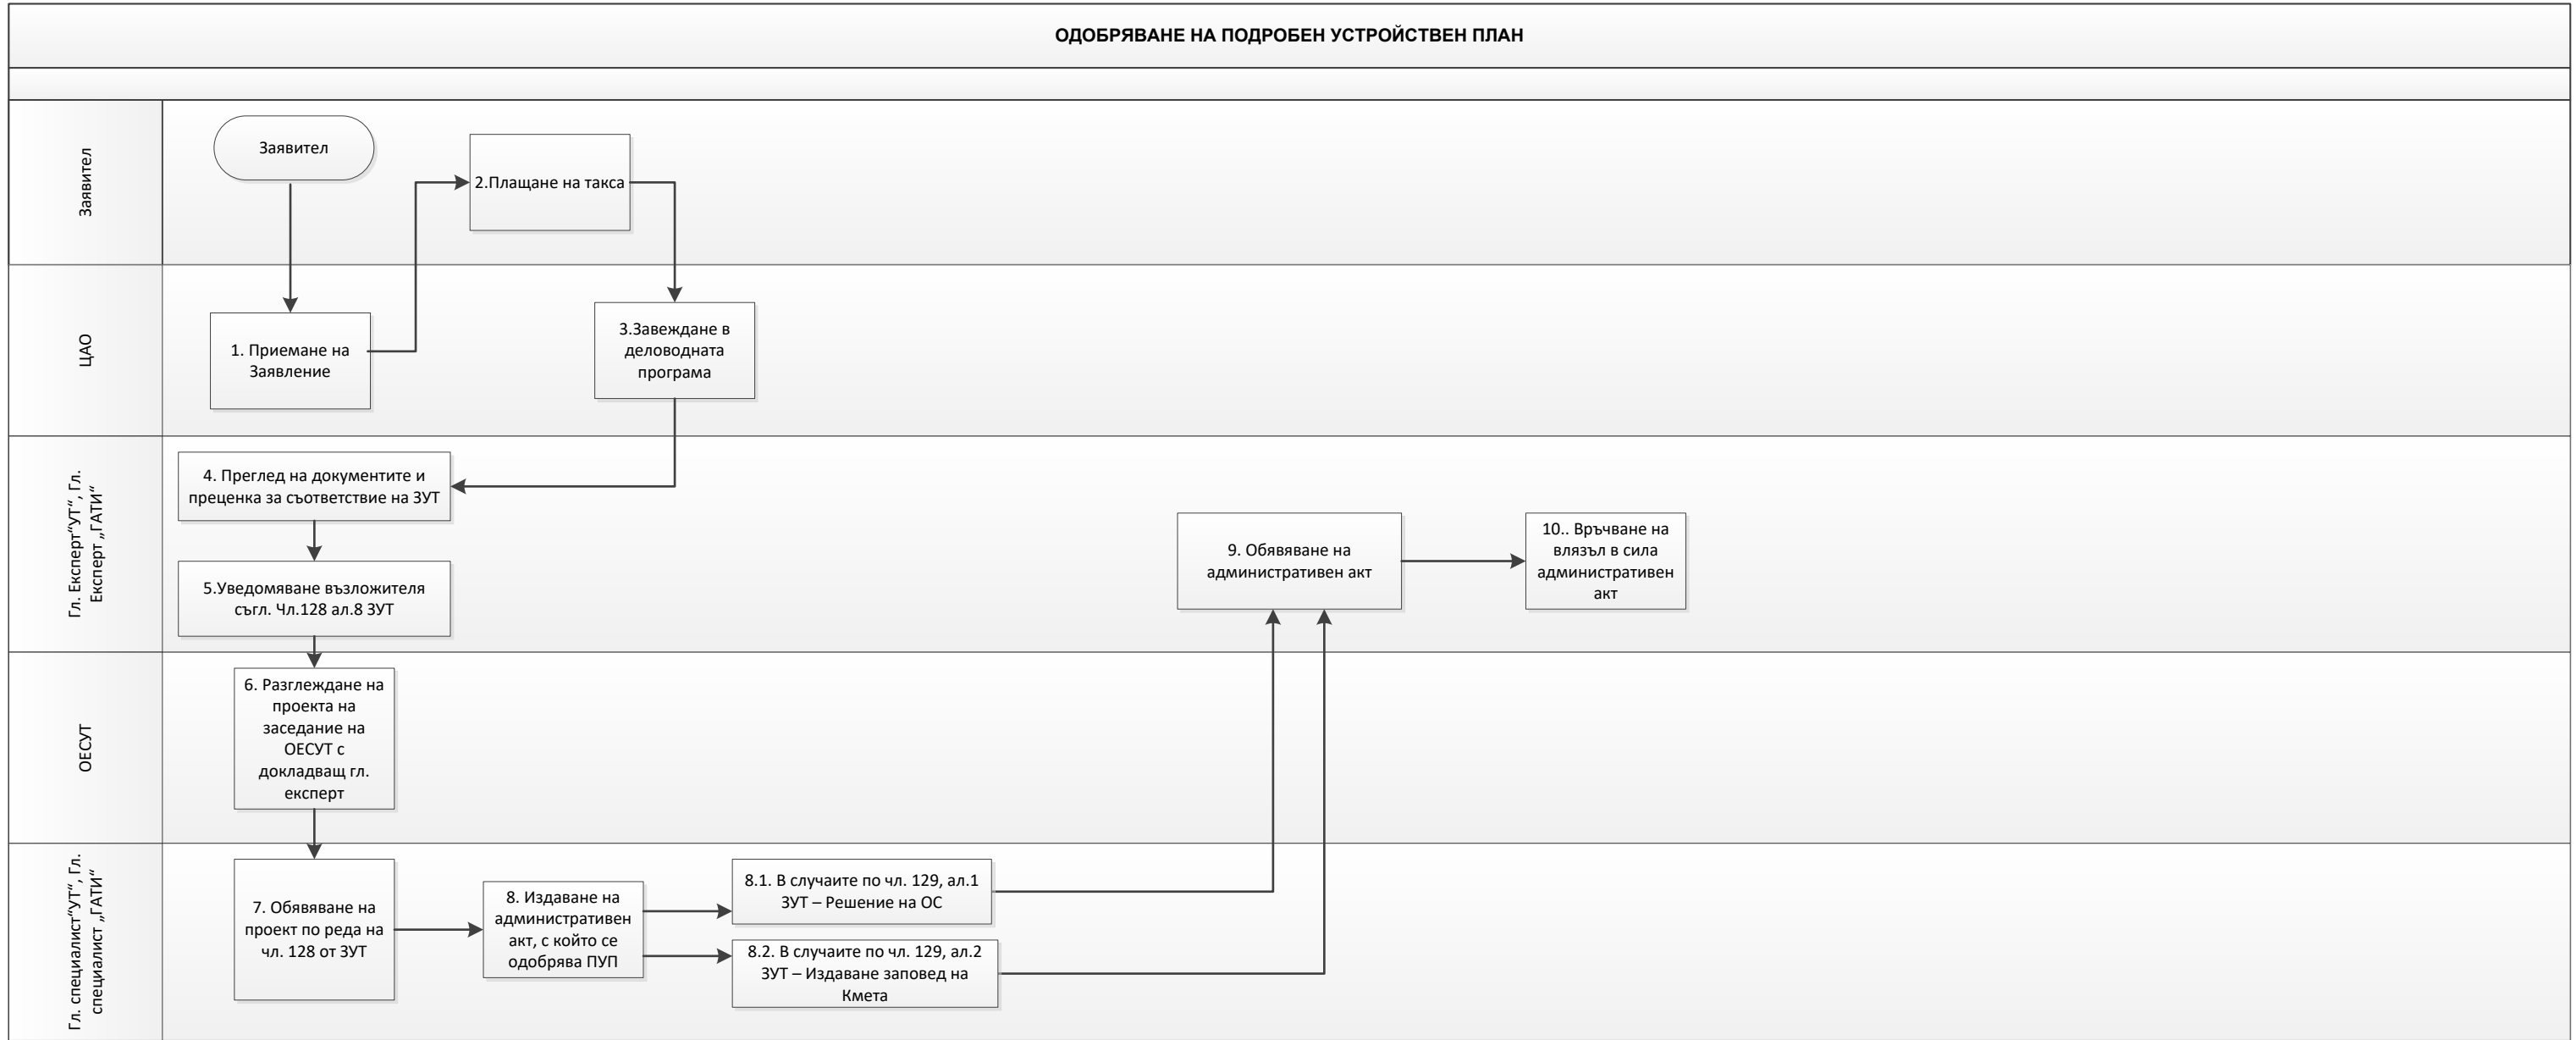 ОДОБРЯВАНЕ НА ПОДРОБЕН УСТРОЙСТВЕН ПЛАН
Заявител
Заявител
2.Плащане на такса
ЦАО
1. Приемане на
Заявление
3.Завеждане в
деловодната
програма
Гл. Експерт“УТ“, Гл.
Експерт „ГАТИ“
4. Преглед на документите и
преценка за съответствие на ЗУТ
5.Уведомяване възложителя
съгл. Чл.128 ал.8 ЗУТ
9. Обявяване на
административен акт
10.. Връчване на
влязъл в сила
административен
акт
ОЕСУТ
6. Разглеждане на
проекта на
заседание на
ОЕСУТ с
докладващ гл.
експерт
Гл. специалист“УТ“, Гл.
специалист „ГАТИ“
7. Обявяване на
проект по реда на
чл. 128 от ЗУТ
8. Издаване на
административен
акт, с който се
одобрява ПУП
8.1. В случаите по чл. 129, ал.1
ЗУТ – Решение на ОС
8.2. В случаите по чл. 129, ал.2
ЗУТ – Издаване заповед на
Кмета